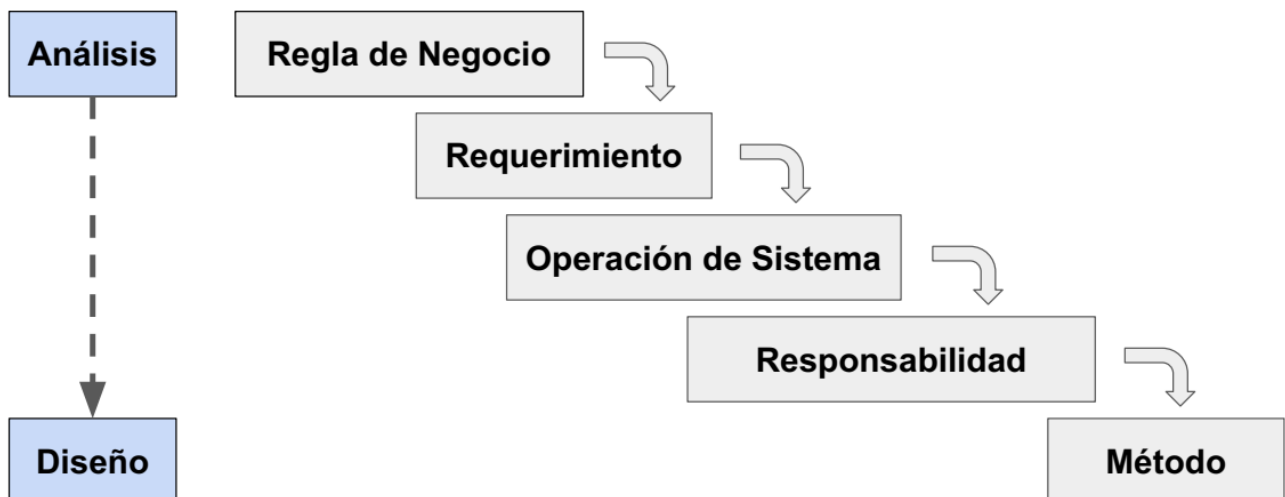 Análisis
Regla de Negocio
Requerimiento
Operación de Sistema
Responsabilidad
Diseño
Método